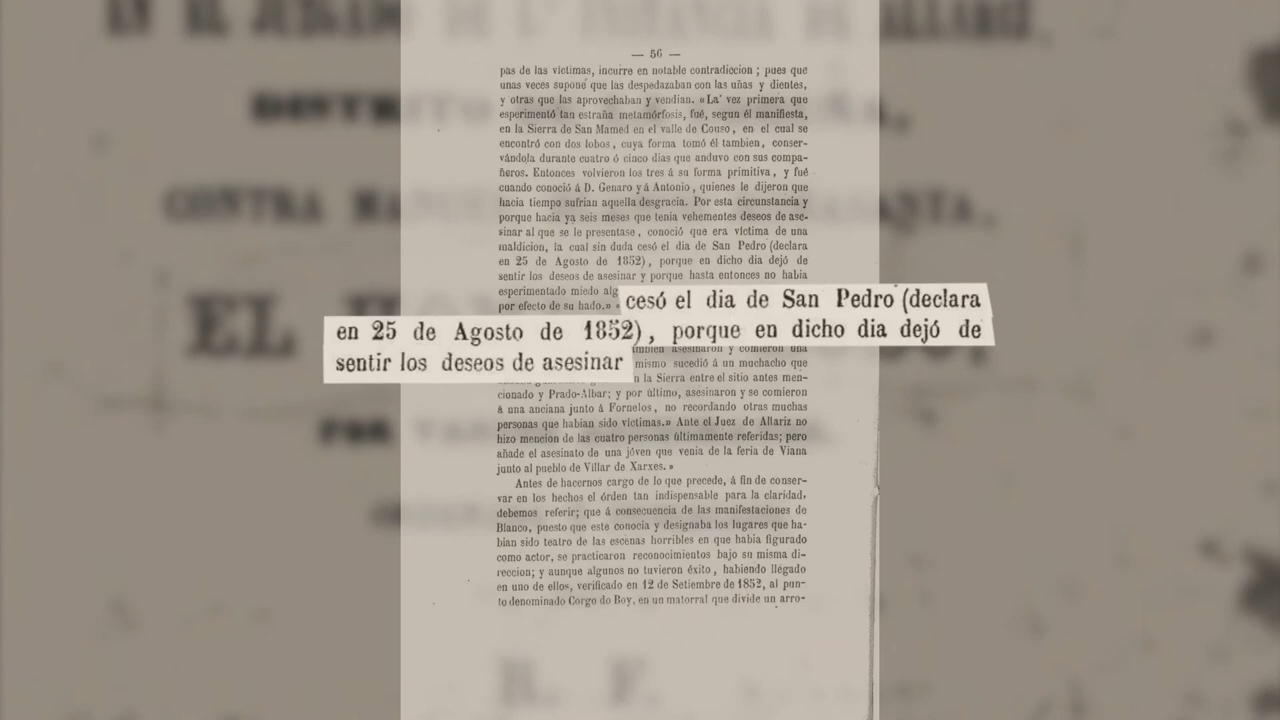 — 56 —
pas de las víctimas, incurre en notable contradiccion ; pues que
unas veces supone que las despedazaban con las uñas y dientes,
y otras que las aprovechaban y vendian. «La vez primera que
esperimentó tan estraña metamórfosis, fué, segun él manifiesta,
en la Sierra de San Mamed en el valle de Couso, en el cual se
encontró con dos lobos, cuya forma tomó él tambien, conser-
vándola durante cuatro ó cinco dias que anduvo con sus compa-
ñeros. Entonces volvieron los tres á su forma primitiva, y fué
cuando conoció á D. Genaro y á Antonio, quienes le dijeron que
hacia tiempo sufrian aquella desgracia. Por esta circunstancia y
porque hacia ya seis meses que tenia vehementes deseos de ase-
sinar al que se le presentase, conoció que era víctima de una
maldicion, la cual sin duda cesó el dia de San Pedro (declara
en 25 de Agosto de 1852), porque en dicho dia dejó de
sentir los deseos de asesinar y porque hasta entonces no habia
esperimentado miedo alg
por efecto de su hado.» «
cesó el dia de San Pedro (declara
en 25 de Agosto de 1852), porque en dicho dia dejó de
sentir los deseos de asesinar
asesinaron y comieron una
mismo sucedió á un muchacho que
n la Sierra entre el sitio antes men-
cionado y Prado-Albar; y por último, asesinaron y se comieron
á una anciana junto á Fornelos, no recordando otras muchas
personas que habian sido víctimas.» Ante el Juez de Allariz no
hizo mencion de las cuatro personas últimamente referidas; pero
añade el asesinato de una jóven que venia de la feria de Viana
junto al pueblo de Villar de Xarxes.»
Antes de hacernos cargo de lo que precede, á fin de conser-
var en los hechos el órden tan indispensable para la claridad,
debemos referir; que á consecuencia de las manifestaciones de
Blanco, puesto que este conocia y designaba los lugares que ha-
bian sido teatro de las escenas horribles en que habia figurado
como actor, se practicaron reconocimientos bajo su misma di-
reccion; y aunque algunos no tuvieron éxito, habiendo llegado
en uno de ellos, verificado en 12 de Setiembre de 1852, al pun-
to denominado Corgo do Boy, en un matorral que divide un arro-
CONTRA
EL
R. F.